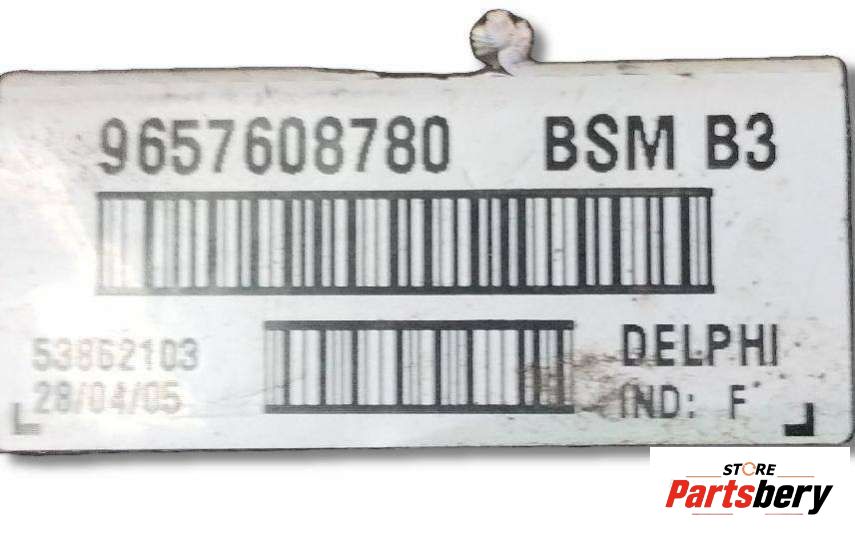 9657608780 BSM B3
53862103
28/04/05
DELPHI
IND: F
STORE
Partsbery